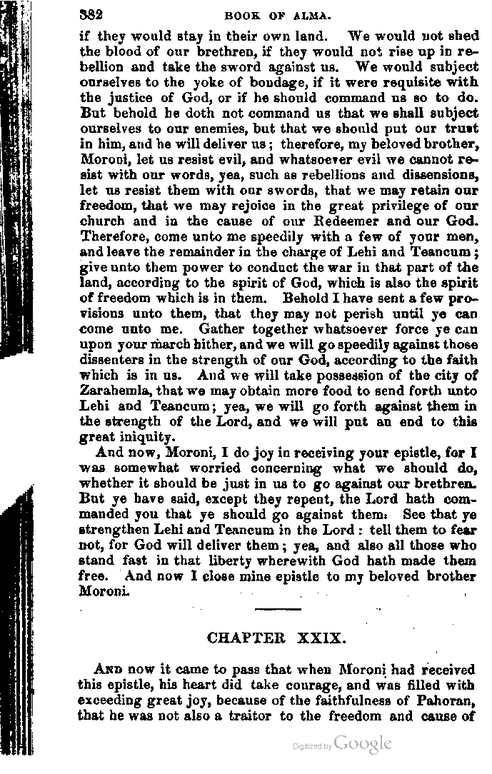 382 BOOK OF ALMA.
if they would stay in their own land. We would not shed
the blood of our brethren, if they would not rise up in re-
bellion and take the sword against us. We would subject
ourselves to the yoke of bondage, if it were requisite with
the justice of God, or if he should command us so to do.
But behold he doth not command us that we shall subject
ourselves to our enemies, but that we should put our trust
in him, and he will deliver us; therefore, my beloved brother,
Moroni, let us resist evil, and whatsoever evil we cannot re-
sist with our words, yea, such as rebellions and dissensions,
let us resist them with our swords, that we may retain our
freedom, that we may rejoice in the great privilege of our
church and in the cause of our Redeemer and our God.
Therefore, come unto me speedily with a few of your men,
and leave the remainder in the charge of Lehi and Teancum;
give unto them power to conduct the war in that part of the
land, according to the spirit of God, which is also the spirit
of freedom which is in them. Behold I have sent a few pro-
visions unto them, that they may not perish until ye can
come unto me. Gather together whatsoever force ye can
upon your march hither, and we will go speedily against those
dissenters in the strength of our God, according to the faith
which is in us. And we will take possession of the city of
Zarahemla, that we may obtain more food to send forth unto
Lehi and Teancum; yea, we will go forth against them in
the strength of the Lord, and we will put an end to this
great iniquity.
And now, Moroni, I do joy in receiving your epistle, for I
was somewhat worried concerning what we should do,
whether it should be just in us to go against our brethren.
But ye have said, except they repent, the Lord hath com-
manded you that ye should go against them. See that ye
strengthen Lehi and Teancum in the Lord: tell them to fear
not, for God will deliver them; yea, and also all those who
stand fast in that liberty wherewith God hath made them
free. And now I close mine epistle to my beloved brother
Moroni.
CHAPTER XXIX.
AND now it came to pass that when Moroni had received
this epistle, his heart did take courage, and was filled with
exceeding great joy, because of the faithfulness of Pahoran,
that he was not also a traitor to the freedom and cause of
Digitized by Google